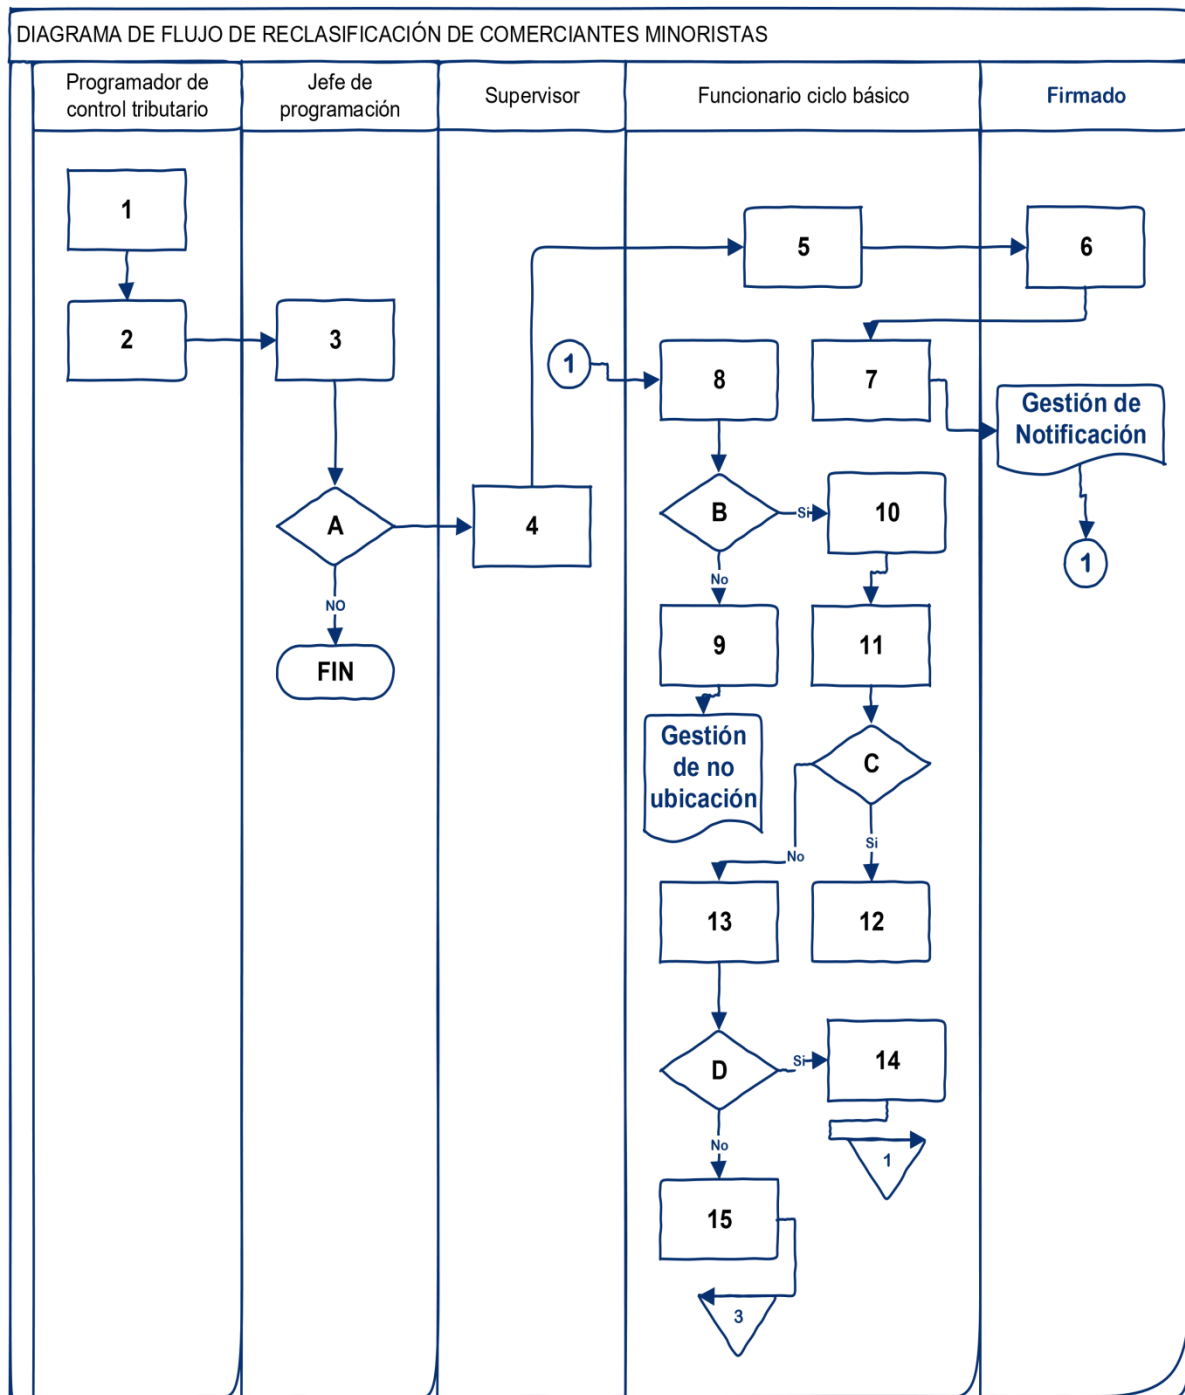 DIAGRAMA DE FLUJO DE RECLASIFICACIÓN DE COMERCIANTES MINORISTAS
Programador de
control tributario
Jefe de
programación
Supervisor
Funcionario ciclo básico
Firmado
1
5
6
2
3
1
8
7
Gestión de
Notificación
A
4
B
Si
10
1
No
NO
FIN
9
11
Gestión
de no
ubicación
C
Si
No
13
12
D
Si
14
No
1
15
3